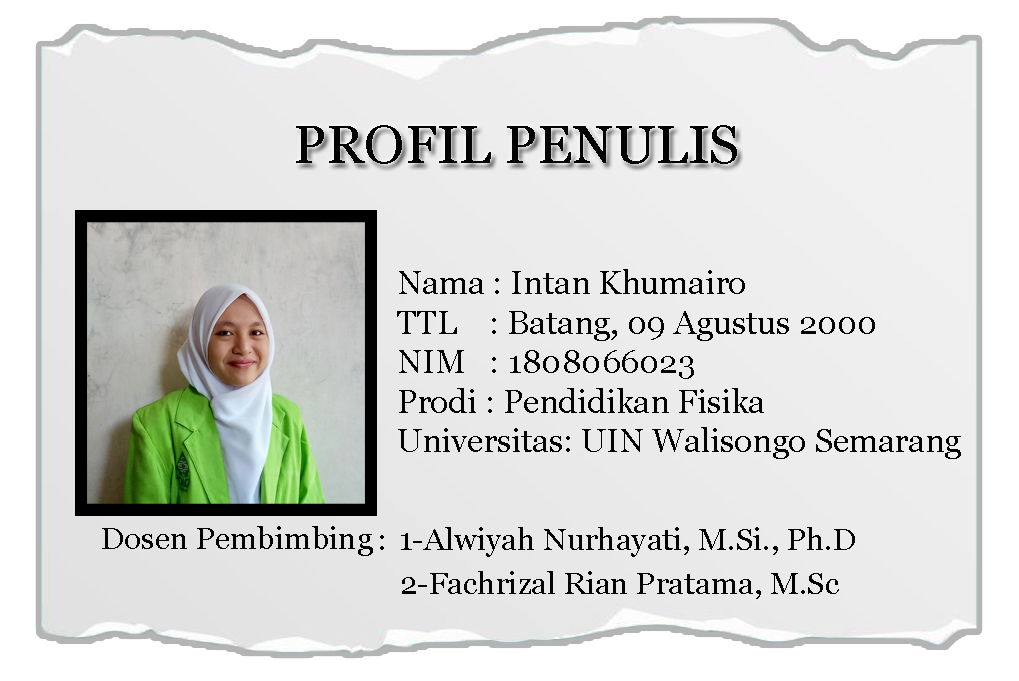 PROFIL PENULIS
Nama : Intan Khumairo
TTL : Batang, 09 Agustus 2000
NIM : 1808066023
Prodi : Pendidikan Fisika
Universitas: UIN Walisongo Semarang
Dosen Pembimbing : 1-Alwiyah Nurhayati, M.Si., Ph.D
2-Fachrizal Rian Pratama, M.Sc